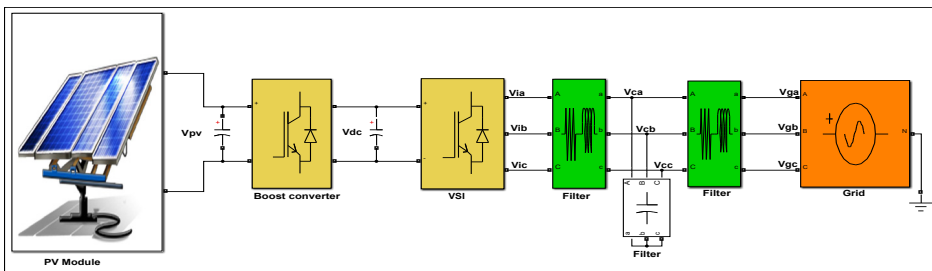 Via
Vca
Vga
A
a
A
a
A
+
+
+
+
Vpv
Vdc
Vib
Vcb
Vgb
B
b
B
b
B
+
N
-
Vic
Vcc
Vgc
C
c
C
c
C
Boost converter
VSI
Filter
Filter
Grid
A
B
C
a
b
c
Filter
PV Module